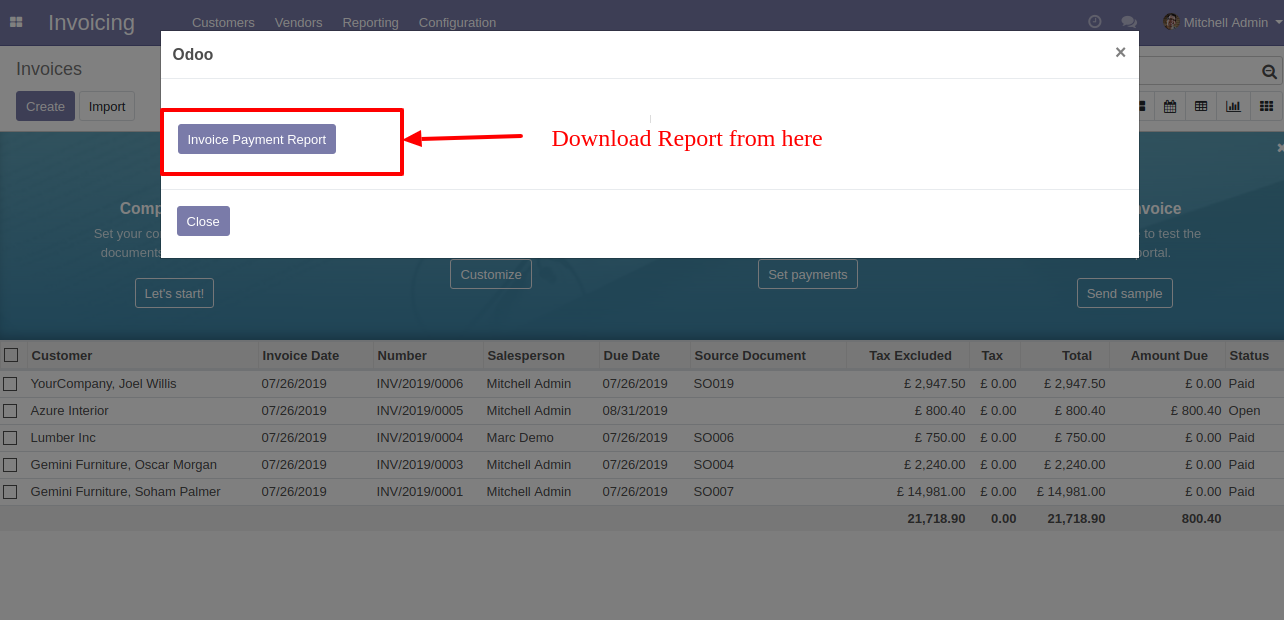 Invoicing Customers Vendors Reporting Configuration Mitchell Admin
Odoo ×
Invoices
Create Import
Invoice Payment Report Download Report from here
Close
Set your
documents
to test the
Customize Set payments
Let's start! Send sample
Customer Invoice Date Number Salesperson Due Date Source Document Tax Excluded Tax Total Amount Due Status
YourCompany, Joel Willis 07/26/2019 INV/2019/0006 Mitchell Admin 07/26/2019 SO019 £ 2,947.50 £ 0.00 £ 2,947.50 £ 0.00 Paid
Azure Interior 07/26/2019 INV/2019/0005 Mitchell Admin 08/31/2019 £ 800.40 £ 0.00 £ 800.40 £ 800.40 Open
Lumber Inc 07/26/2019 INV/2019/0004 Marc Demo 07/26/2019 SO006 £ 750.00 £ 0.00 £ 750.00 £ 0.00 Paid
Gemini Furniture, Oscar Morgan 07/26/2019 INV/2019/0003 Mitchell Admin 07/26/2019 SO004 £ 2,240.00 £ 0.00 £ 2,240.00 £ 0.00 Paid
Gemini Furniture, Soham Palmer 07/26/2019 INV/2019/0001 Mitchell Admin 07/26/2019 SO007 £ 14,981.00 £ 0.00 £ 14,981.00 £ 0.00 Paid
21,718.90 0.00 21,718.90 800.40